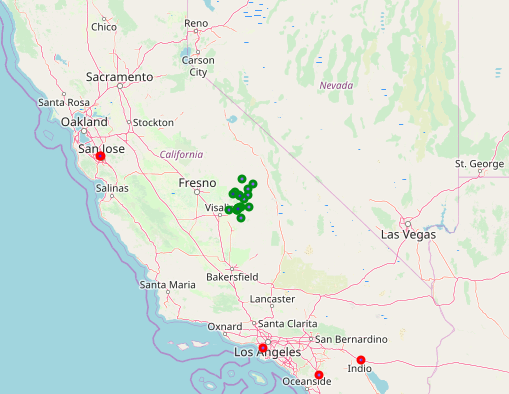 Chico
Reno
Carson
City
Sacramento
Nevada
Santa Rosa
Oakland
Stockton
San Jose
California
St. George
Fresno
Salinas
Las Vegas
Bakersfield
Santa Maria
Lancaster
Oxnard
Santa Clarita
San Bernardino
Los Angeles
Indio
Oceanside